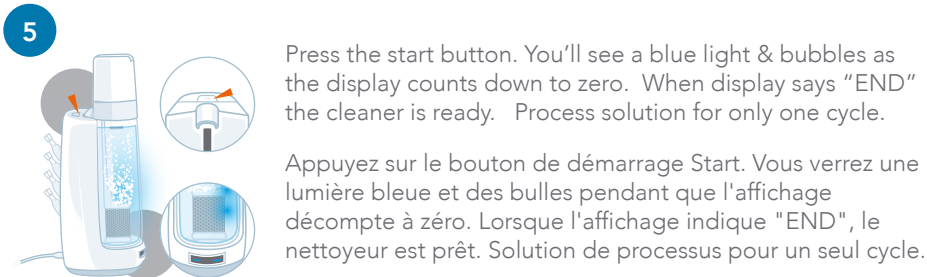 5
Press the start button. You’ll see a blue light & bubbles as
the display counts down to zero.  When display says “END”
the cleaner is ready.   Process solution for only one cycle.
Appuyez sur le bouton de démarrage Start. Vous verrez une
lumière bleue et des bulles pendant que l'affichage
décompte à zéro. Lorsque l'affichage indique "END", le
nettoyeur est prêt. Solution de processus pour un seul cycle.